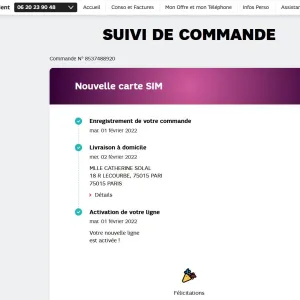 ient 06 20 23 90 48 Accueil Conso et Factures Mon Offre et mon Téléphone Infos Perso Assistan
SUIVI DE COMMANDE
Commande N° 8537488920
Nouvelle carte SIM
Enregistrement de votre commande
mar. 01 février 2022
Livraison à domicile
mer. 02 février 2022
MLLE CATHERINE SOLAL
18 R LECOURBE, 75015 PARI
75015 PARIS
> Détails
Activation de votre ligne
mar. 01 février 2022
Votre nouvelle ligne
est activée !
Félicitations